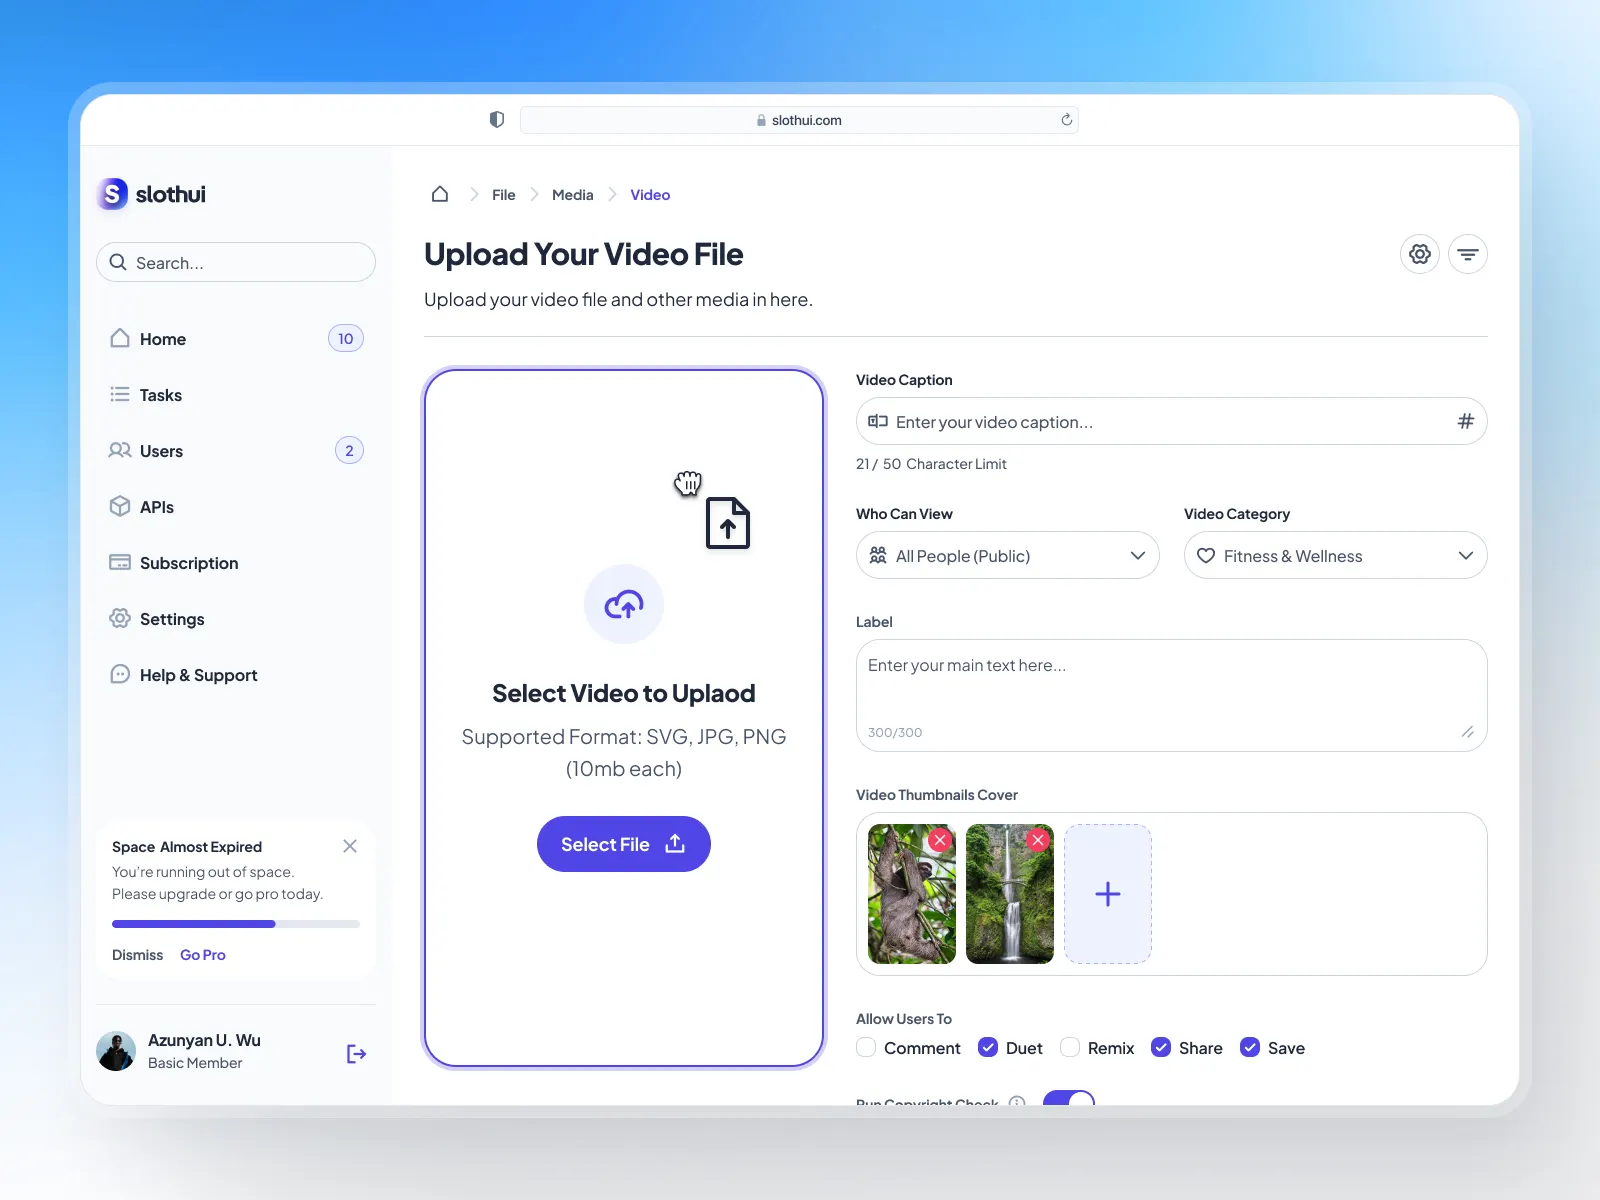 slothui.com
S slothui
Search...
Home 10
Tasks
Users 2
APIs
Subscription
Settings
Help & Support
Space Almost Expired
You're running out of space.
Please upgrade or go pro today.
Dismiss Go Pro
Azunyan U. Wu
Basic Member
File Media Video
Upload Your Video File
Upload your video file and other media in here.
Select Video to Uplaod
Supported Format: SVG, JPG, PNG
(10mb each)
Select File
Video Caption
Enter your video caption... #
21 / 50 Character Limit
Who Can View
All People (Public)
Video Category
Fitness & Wellness
Label
Enter your main text here...
300/300
Video Thumbnails Cover
Allow Users To
Comment Duet Remix Share Save
Run Copyright Check